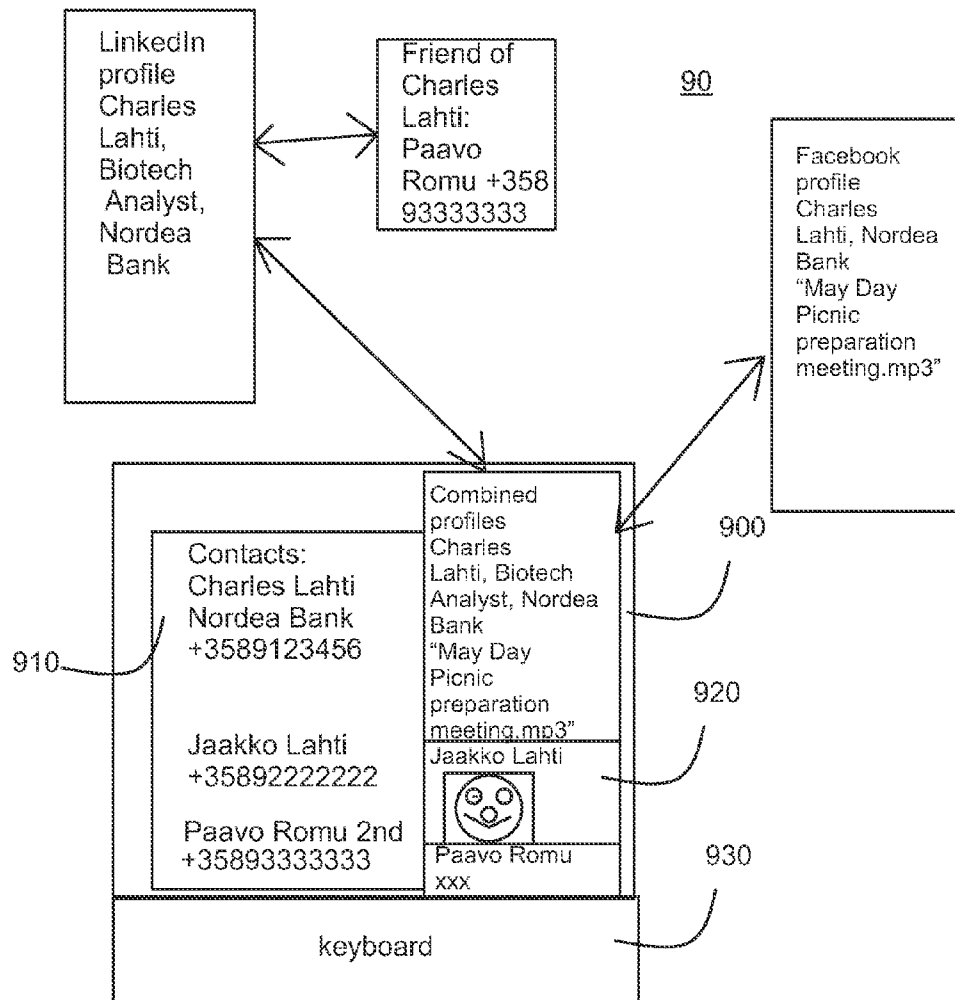 LinkedIn
profile
Charles
Lahti,
Biotech
Analyst,
Nordea
Bank
Friend of
Charles
Lahti:
Paavo
Romu +358
93333333
90
Facebook
profile
Charles
Lahti, Nordea
Bank
“May Day
Picnic
preparation
meeting.mp3”
Contacts:
Charles Lahti
Nordea Bank
+3589123456
Jaakko Lahti
+35892222222
Paavo Romu 2nd
+35893333333
910
Combined
profiles
Charles
Lahti, Biotech
Analyst, Nordea
Bank
“May Day
Picnic
preparation
meeting.mp3”
Jaakko Lahti
Paavo Romu
xxx
900
920
930
keyboard